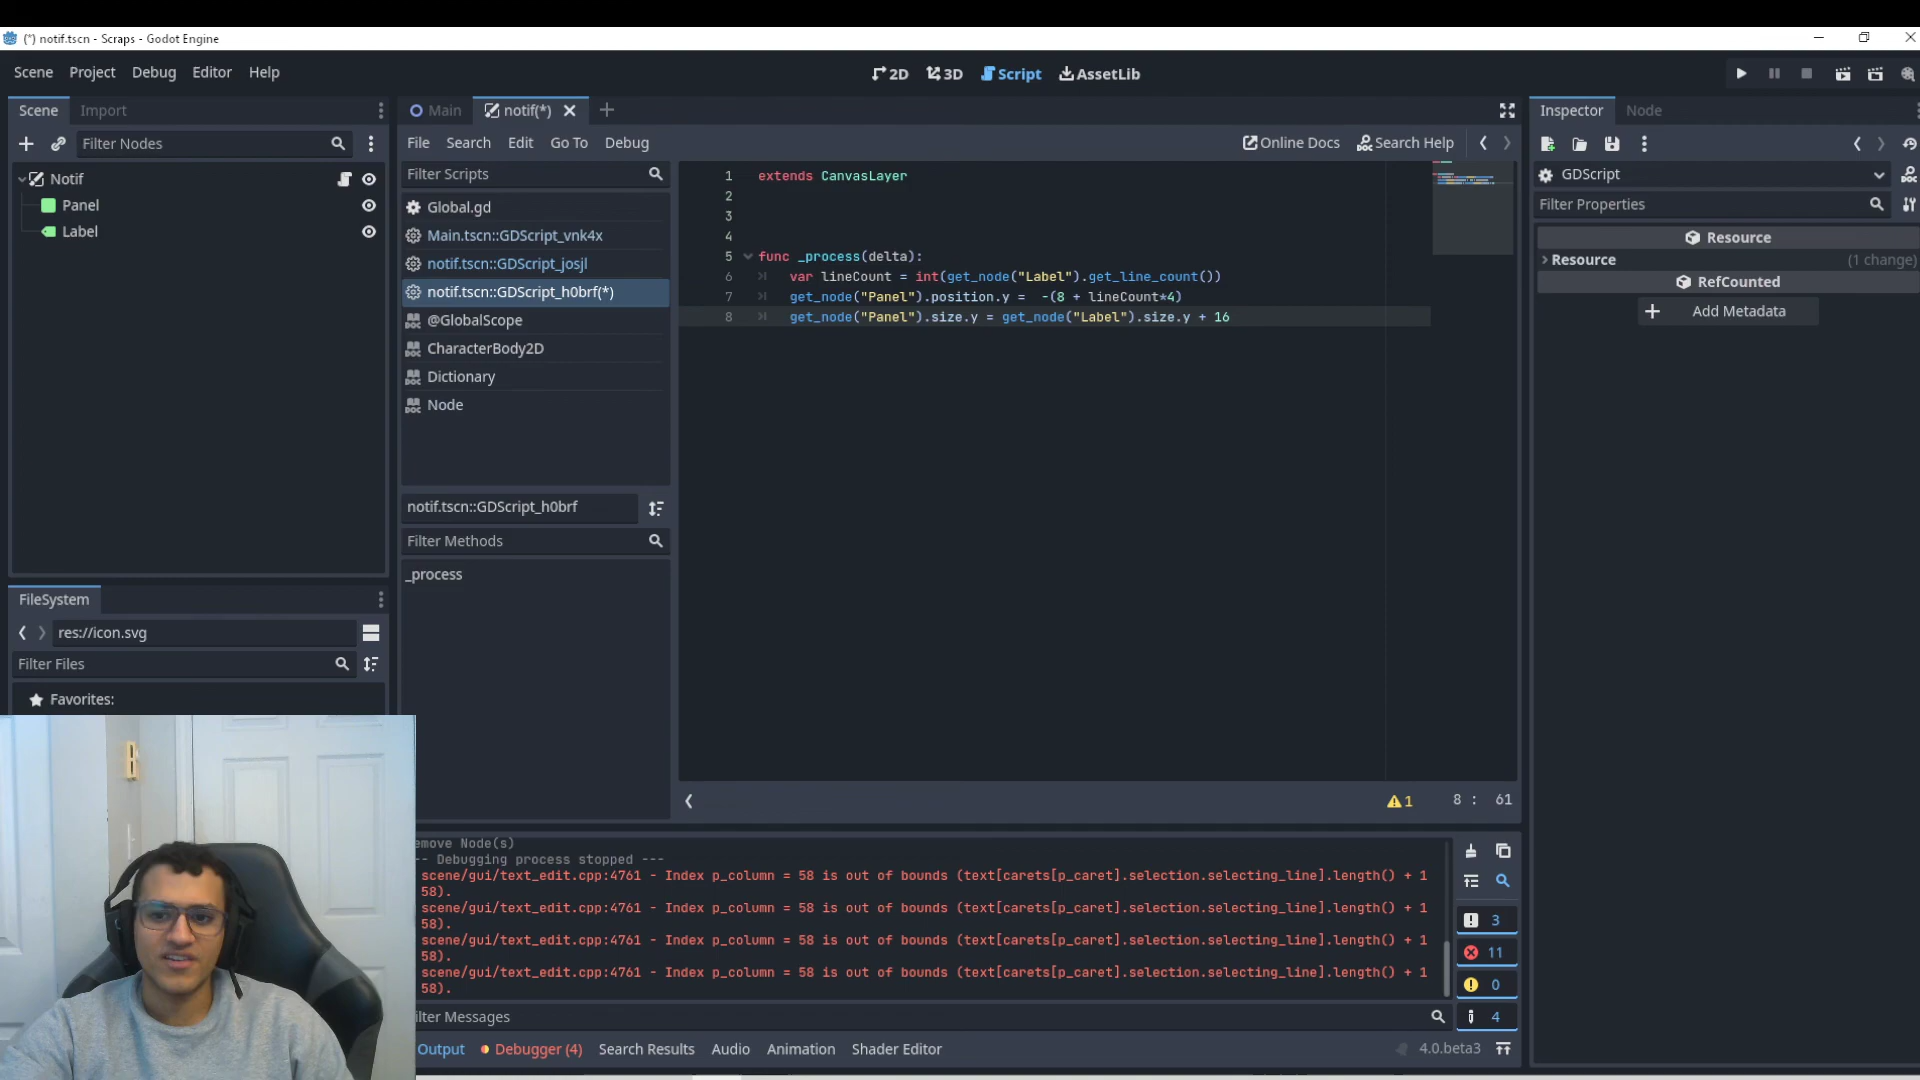 (*) notif.tscn - Scraps - Godot Engine
Scene Project Debug Editor Help
2D 3D Script AssetLib
Scene Import
Filter Nodes
Notif
Panel
Label
FileSystem
res://icon.svg
Filter Files
Favorites:
Main notif(*)
File Search Edit Go To Debug
Online Docs Search Help
Filter Scripts
Global.gd
Main.tscn::GDScript_vnk4x
notif.tscn::GDScript_josjl
notif.tscn::GDScript_h0brf(*)
@GlobalScope
CharacterBody2D
Dictionary
Node
notif.tscn::GDScript_h0brf
Filter Methods
_process
1 extends CanvasLayer
2
3
4
5 func _process(delta):
6 var lineCount = int(get_node("Label").get_line_count())
7 get_node("Panel").position.y = -(8 + lineCount*4)
8 get_node("Panel").size.y = get_node("Label").size.y + 16
1 8 : 61
emove Node(s)
-- Debugging process stopped ---
scene/gui/text_edit.cpp:4761 - Index p_column = 58 is out of bounds (text[carets[p_caret].selection.selecting_line].length() + 1
58).
scene/gui/text_edit.cpp:4761 - Index p_column = 58 is out of bounds (text[carets[p_caret].selection.selecting_line].length() + 1
58).
scene/gui/text_edit.cpp:4761 - Index p_column = 58 is out of bounds (text[carets[p_caret].selection.selecting_line].length() + 1
58).
scene/gui/text_edit.cpp:4761 - Index p_column = 58 is out of bounds (text[carets[p_caret].selection.selecting_line].length() + 1
58).
3
11
0
4
ilter Messages
Output Debugger (4) Search Results Audio Animation Shader Editor
4.0.beta3
Inspector Node
GDScript
Filter Properties
Resource
Resource (1 change)
RefCounted
Add Metadata